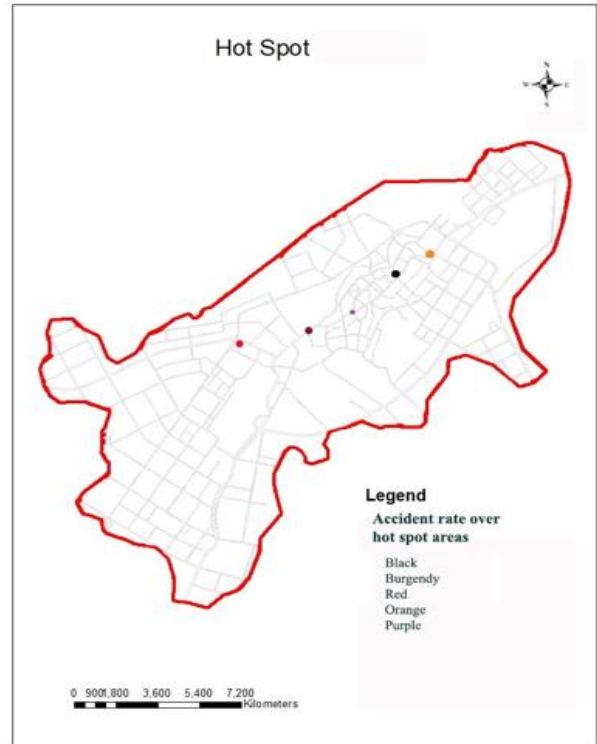 Hot Spot
N
W E
S
Legend
Accident rate over
hot spot areas
Black
Burgendy
Red
Orange
Purple
0 9001,800 3,600 5,400 7,200
Kilometers